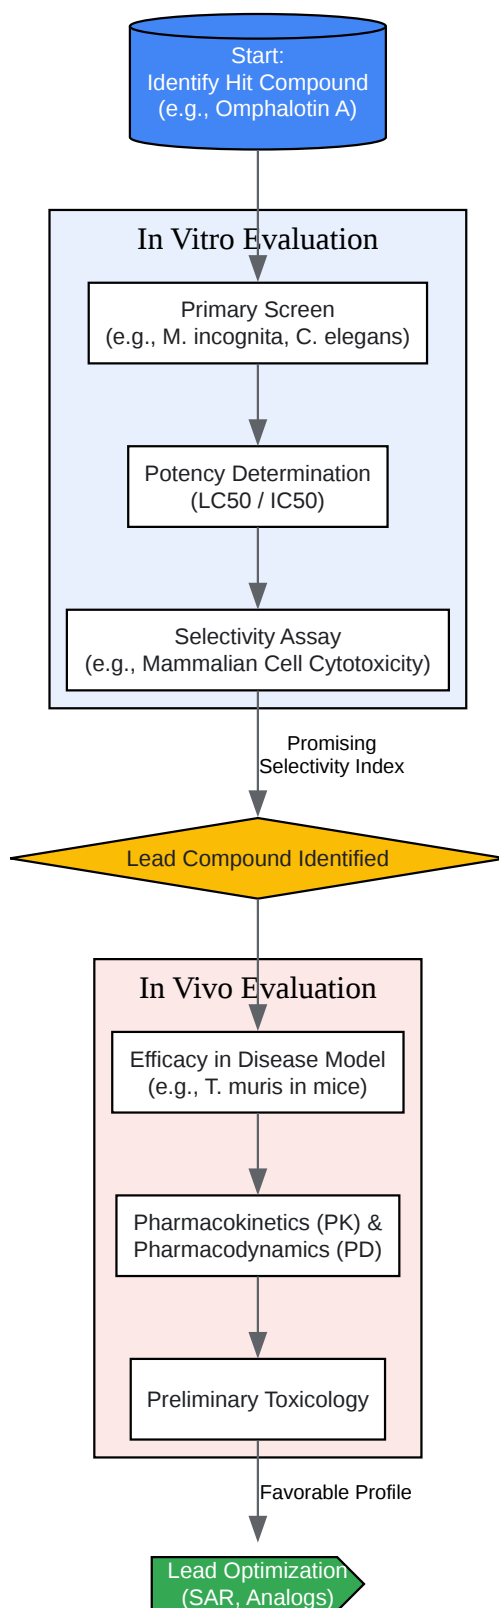 Start:
Identify Hit Compound
(e.g., Omphalotin A)
In Vitro Evaluation
Primary Screen
(e.g., M. incognita, C. elegans)
Potency Determination
(LC50 / IC50)
Selectivity Assay
(e.g., Mammalian Cell Cytotoxicity)
Promising
Selectivity Index
Lead Compound Identified
In Vivo Evaluation
Efficacy in Disease Model
(e.g., T. muris in mice)
Pharmacokinetics (PK) &
Pharmacodynamics (PD)
Preliminary Toxicology
Favorable Profile
Lead Optimization
(SAR, Analogs)